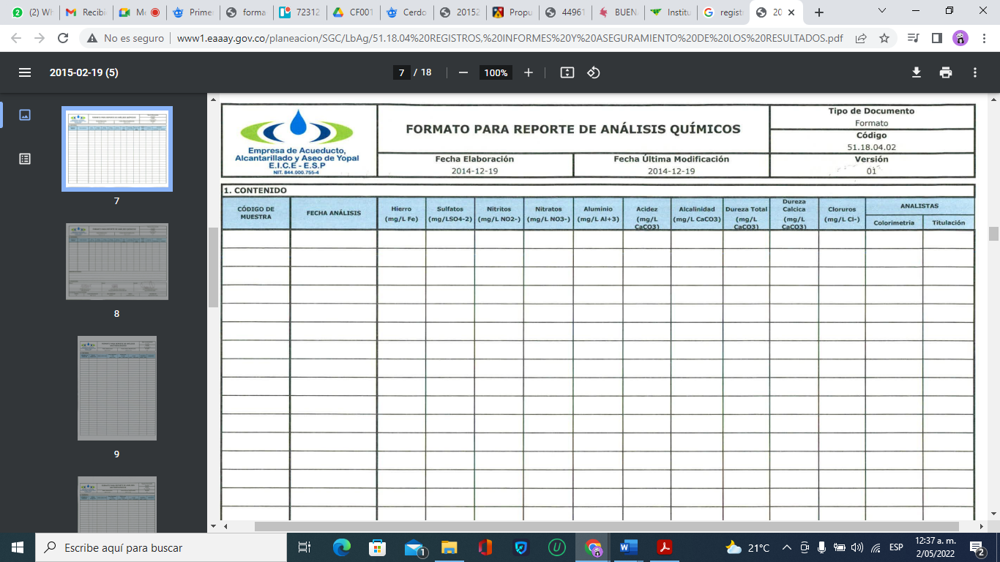 (2) Wh
Recibi
Me
Primer
forma
72312
CF001
Cerdo
20152
Propu
44961
BUENA
Institu
registr
20
No es seguro
www1.eaaay.gov.co/planeacion/SGC/LbAg/51.18.04%20REGISTROS,%20INFORMES%20Y%20ASEGURAMIENTO%20DE%20LOS%20RESULTADOS.pdf
2015-02-19 (5)
7 / 18
100%
7
8
9
Empresa de Acueducto,
Alcantarillado y Aseo de Yopal
E.I.C.E - E.S.P
NIT. 844.000.755-4
FORMATO PARA REPORTE DE ANÁLISIS QUÍMICOS
Fecha Elaboración
2014-12-19
Fecha Última Modificación
2014-12-19
Tipo de Documento
Formato
Código
51.18.04.02
Versión
01
1. CONTENIDO
CÓDIGO DE
MUESTRA
FECHA ANÁLISIS
Hierro
(mg/L Fe)
Sulfatos
(mg/LSO4-2)
Nitritos
(mg/L NO2-)
Nitratos
(mg/L NO3-)
Aluminio
(mg/L Al+3)
Acidez
(mg/L
CaCO3)
Alcalinidad
(mg/L CaCO3)
Dureza Total
(mg/L
CaCO3)
Dureza
Calcica
(mg/L
CaCO3)
Cloruros
(mg/L Cl-)
ANALISTAS
Colorimetría
Titulación
Escribe aquí para buscar
1
21°C
ESP
12:37 a. m.
2/05/2022
2